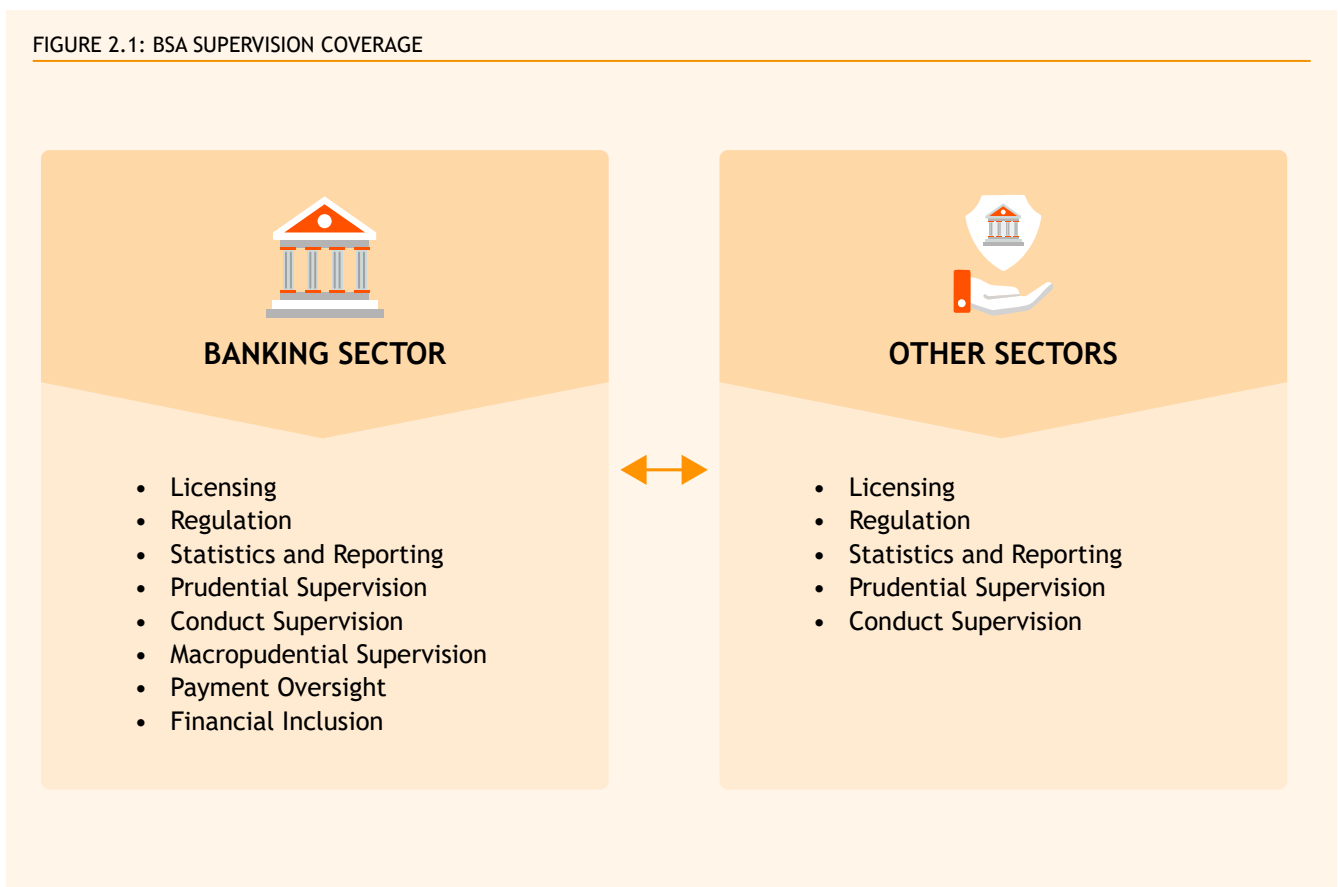 FIGURE 2.1: BSA SUPERVISION COVERAGE
BANKING SECTOR
• Licensing
• Regulation
• Statistics and Reporting
• Prudential Supervision
• Conduct Supervision
• Macropudential Supervision
• Payment Oversight
• Financial Inclusion
OTHER SECTORS
• Licensing
• Regulation
• Statistics and Reporting
• Prudential Supervision
• Conduct Supervision